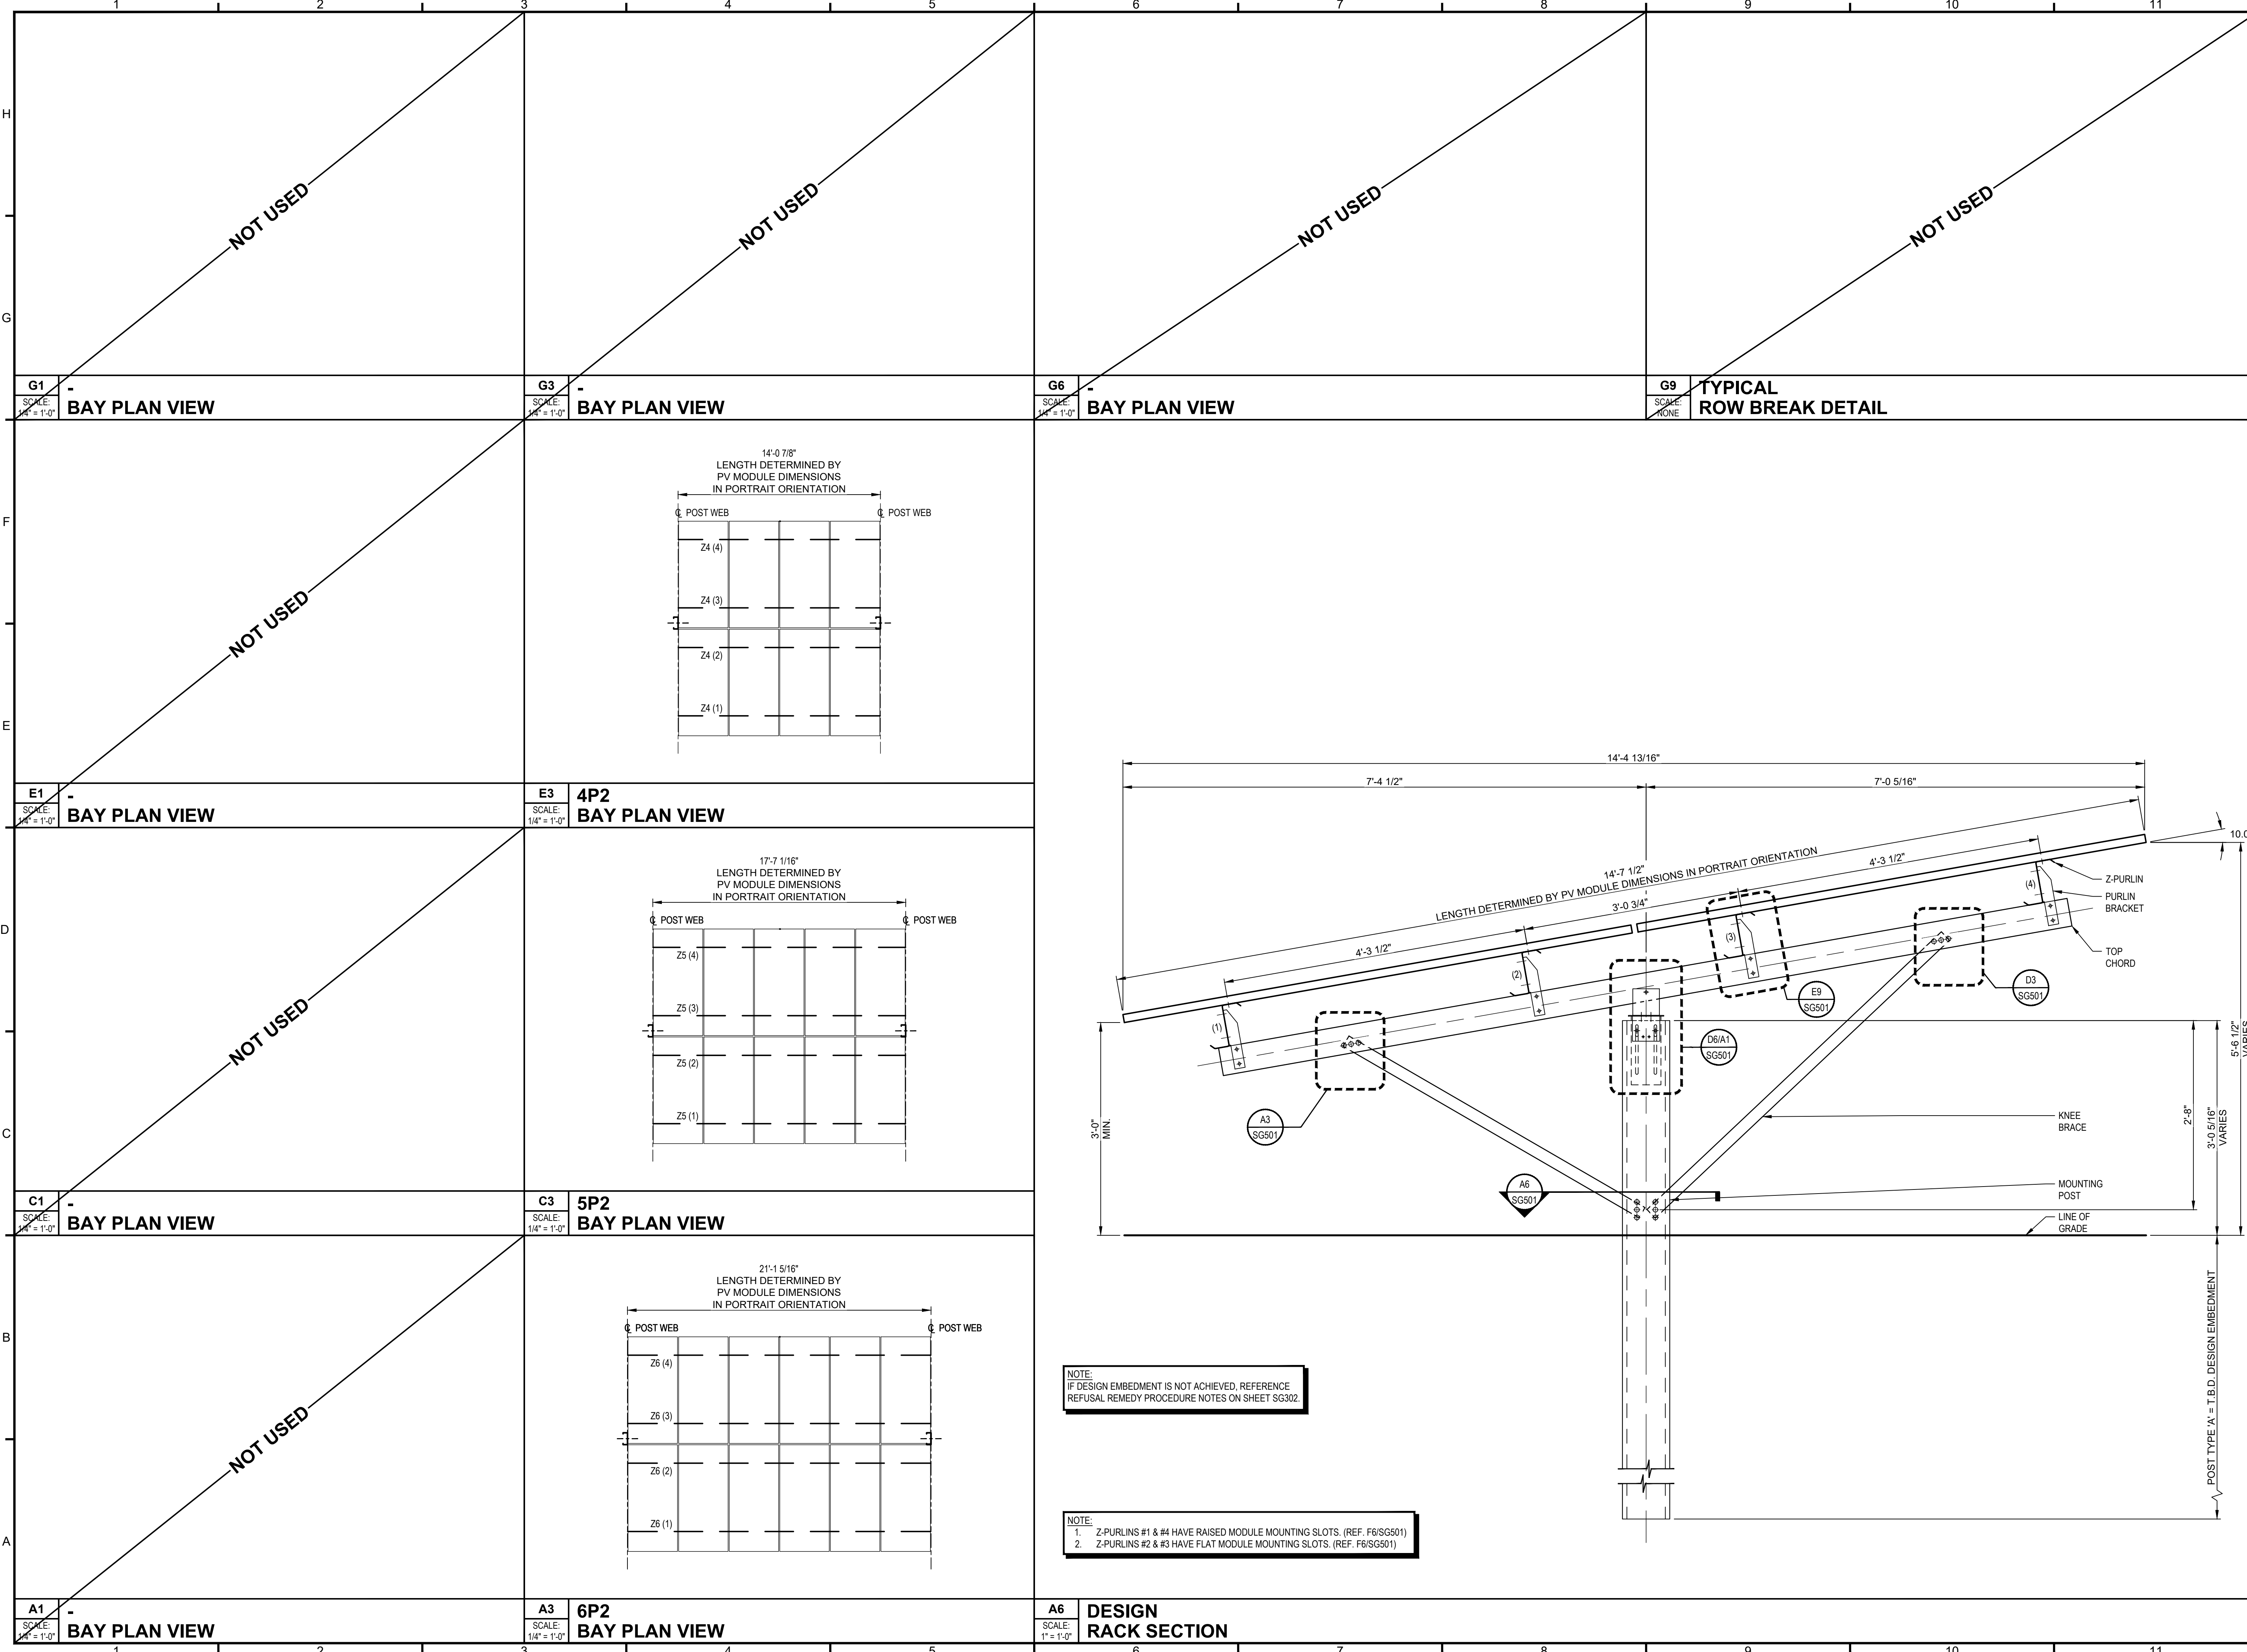 1 2 3 4 5 6 7 8 9 10 11
H
G
F
E
D
C
B
A
NOT USED
G1
SCALE:
1/4" = 1'-0"
-
BAY PLAN VIEW
NOT USED
G3
SCALE:
1/4" = 1'-0"
-
BAY PLAN VIEW
NOT USED
G6
SCALE:
1/4" = 1'-0"
-
BAY PLAN VIEW
NOT USED
G9
SCALE:
NONE
TYPICAL
ROW BREAK DETAIL
NOT USED
E1
SCALE:
1/4" = 1'-0"
-
BAY PLAN VIEW
14'-0 7/8"
LENGTH DETERMINED BY
PV MODULE DIMENSIONS
IN PORTRAIT ORIENTATION
℄ POST WEB
℄ POST WEB
Z4 (4)
Z4 (3)
Z4 (2)
Z4 (1)
E3
SCALE:
1/4" = 1'-0"
4P2
BAY PLAN VIEW
NOT USED
C1
SCALE:
1/4" = 1'-0"
-
BAY PLAN VIEW
17'-7 1/16"
LENGTH DETERMINED BY
PV MODULE DIMENSIONS
IN PORTRAIT ORIENTATION
℄ POST WEB
℄ POST WEB
Z5 (4)
Z5 (3)
Z5 (2)
Z5 (1)
C3
SCALE:
1/4" = 1'-0"
5P2
BAY PLAN VIEW
NOT USED
A1
SCALE:
1/4" = 1'-0"
-
BAY PLAN VIEW
21'-1 5/16"
LENGTH DETERMINED BY
PV MODULE DIMENSIONS
IN PORTRAIT ORIENTATION
℄ POST WEB
℄ POST WEB
Z6 (4)
Z6 (3)
Z6 (2)
Z6 (1)
A3
SCALE:
1/4" = 1'-0"
6P2
BAY PLAN VIEW
14'-4 13/16"
7'-4 1/2"
7'-0 5/16"
10.0
14'-7 1/2"
LENGTH DETERMINED BY PV MODULE DIMENSIONS IN PORTRAIT ORIENTATION
4'-3 1/2"
3'-0 3/4"
4'-3 1/2"
(1)
(2)
(3)
(4)
Z-PURLIN
PURLIN
BRACKET
TOP
CHORD
D3
SG501
E9
SG501
D6/A1
SG501
A3
SG501
A6
SG501
KNEE
BRACE
MOUNTING
POST
LINE OF
GRADE
3'-0"
MIN.
2'-8"
3'-0 5/16"
VARIES
5'-6 1/2"
VARIES
POST TYPE 'A' = T.B.D. DESIGN EMBEDMENT
NOTE:
IF DESIGN EMBEDMENT IS NOT ACHIEVED, REFERENCE
REFUSAL REMEDY PROCEDURE NOTES ON SHEET SG302.
NOTE:
1. Z-PURLINS #1 & #4 HAVE RAISED MODULE MOUNTING SLOTS. (REF. F6/SG501)
2. Z-PURLINS #2 & #3 HAVE FLAT MODULE MOUNTING SLOTS. (REF. F6/SG501)
A6
SCALE:
1" = 1'-0"
DESIGN
RACK SECTION
1 2 3 4 5 6 7 8 9 10 11